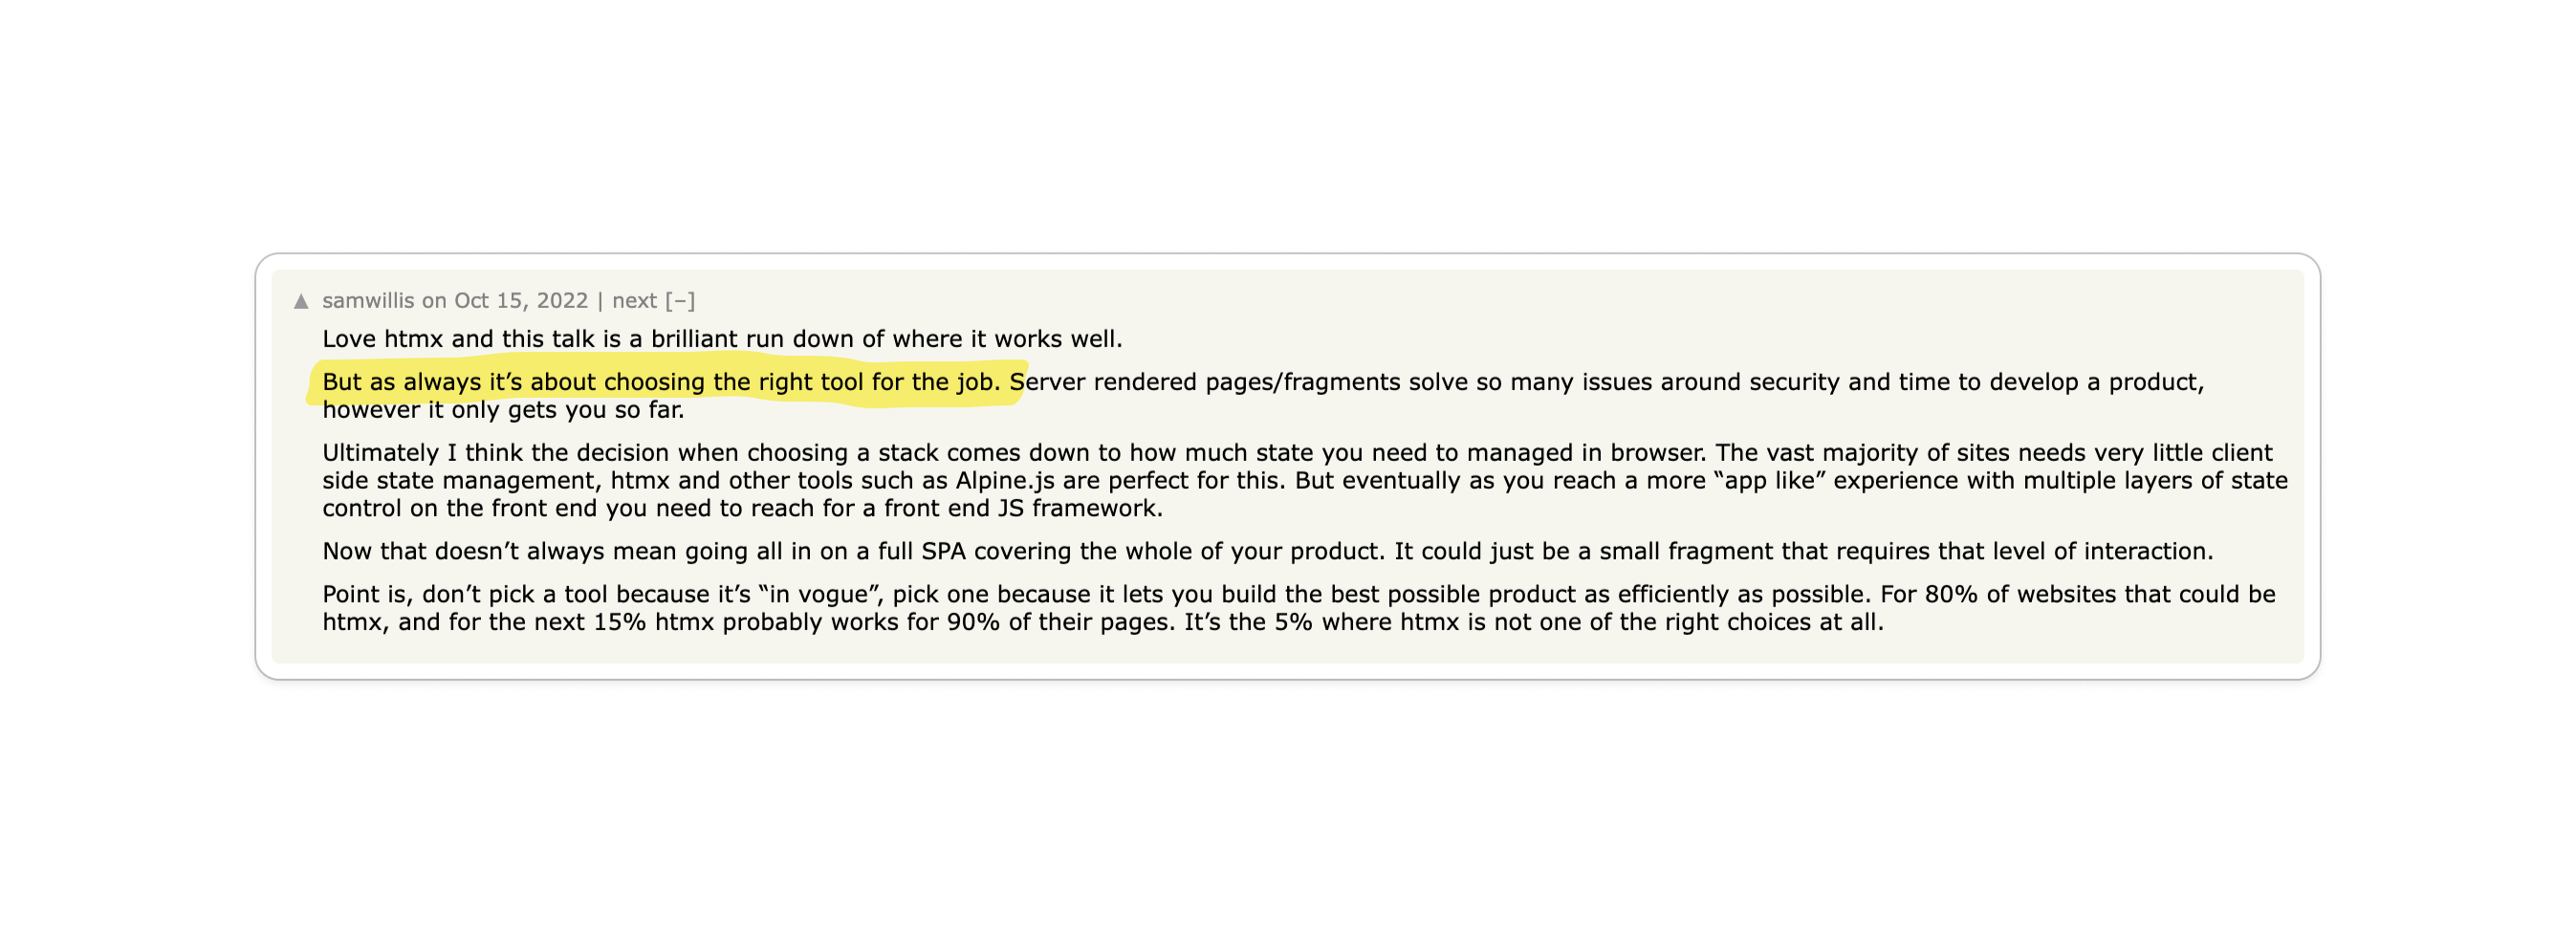 ▲ samwillis on Oct 15, 2022 | next [–]
Love htmx and this talk is a brilliant run down of where it works well.
But as always it’s about choosing the right tool for the job. Server rendered pages/fragments solve so many issues around security and time to develop a product,
however it only gets you so far.
Ultimately I think the decision when choosing a stack comes down to how much state you need to managed in browser. The vast majority of sites needs very little client
side state management, htmx and other tools such as Alpine.js are perfect for this. But eventually as you reach a more “app like” experience with multiple layers of state
control on the front end you need to reach for a front end JS framework.
Now that doesn’t always mean going all in on a full SPA covering the whole of your product. It could just be a small fragment that requires that level of interaction.
Point is, don’t pick a tool because it’s “in vogue”, pick one because it lets you build the best possible product as efficiently as possible. For 80% of websites that could be
htmx, and for the next 15% htmx probably works for 90% of their pages. It’s the 5% where htmx is not one of the right choices at all.